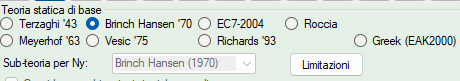 Teoria statica di base
Terzaghi '43 Brinch Hansen '70 EC7-2004 Roccia
Meyerhof '63 Vesic '75 Richards '93 Greek (EAK2000)
Sub-teoria per Ny: Brinch Hansen (1970) Limitazioni